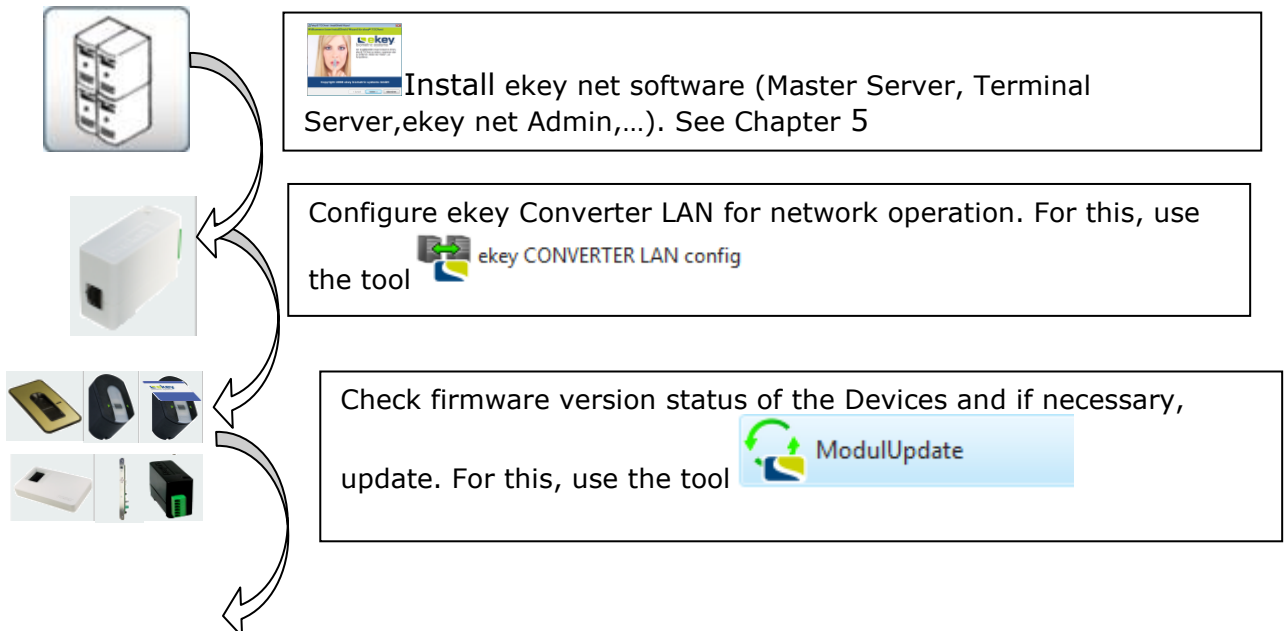 ekey
Install ekey net software (Master Server, Terminal
Server,ekey net Admin,...). See Chapter 5
Configure ekey Converter LAN for network operation. For this, use
the tool ekey CONVERTER LAN config
Check firmware version status of the Devices and if necessary,
update. For this, use the tool ModulUpdate